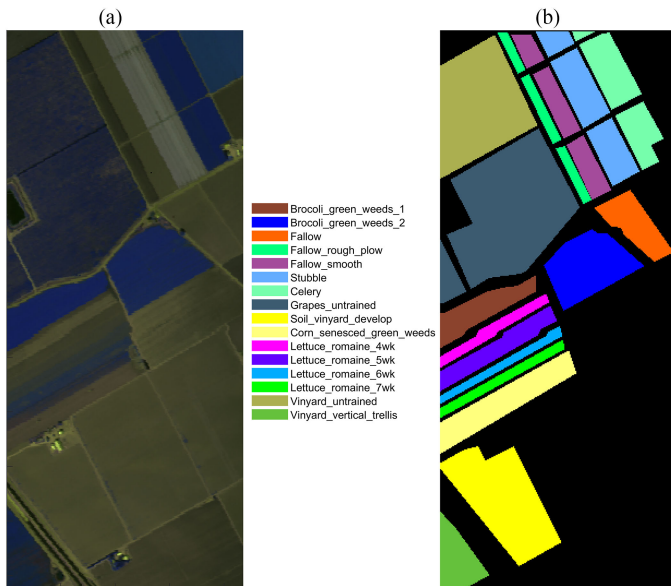 (a)
(b)
Brocoli_green_weeds_1
Brocoli_green_weeds_2
Fallow
Fallow_rough_plow
Fallow_smooth
Stubble
Celery
Grapes_untrained
Soil_vinyard_develop
Corn_senesced_green_weeds
Lettuce_romaine_4wk
Lettuce_romaine_5wk
Lettuce_romaine_6wk
Lettuce_romaine_7wk
Vinyard_untrained
Vinyard_vertical_trellis